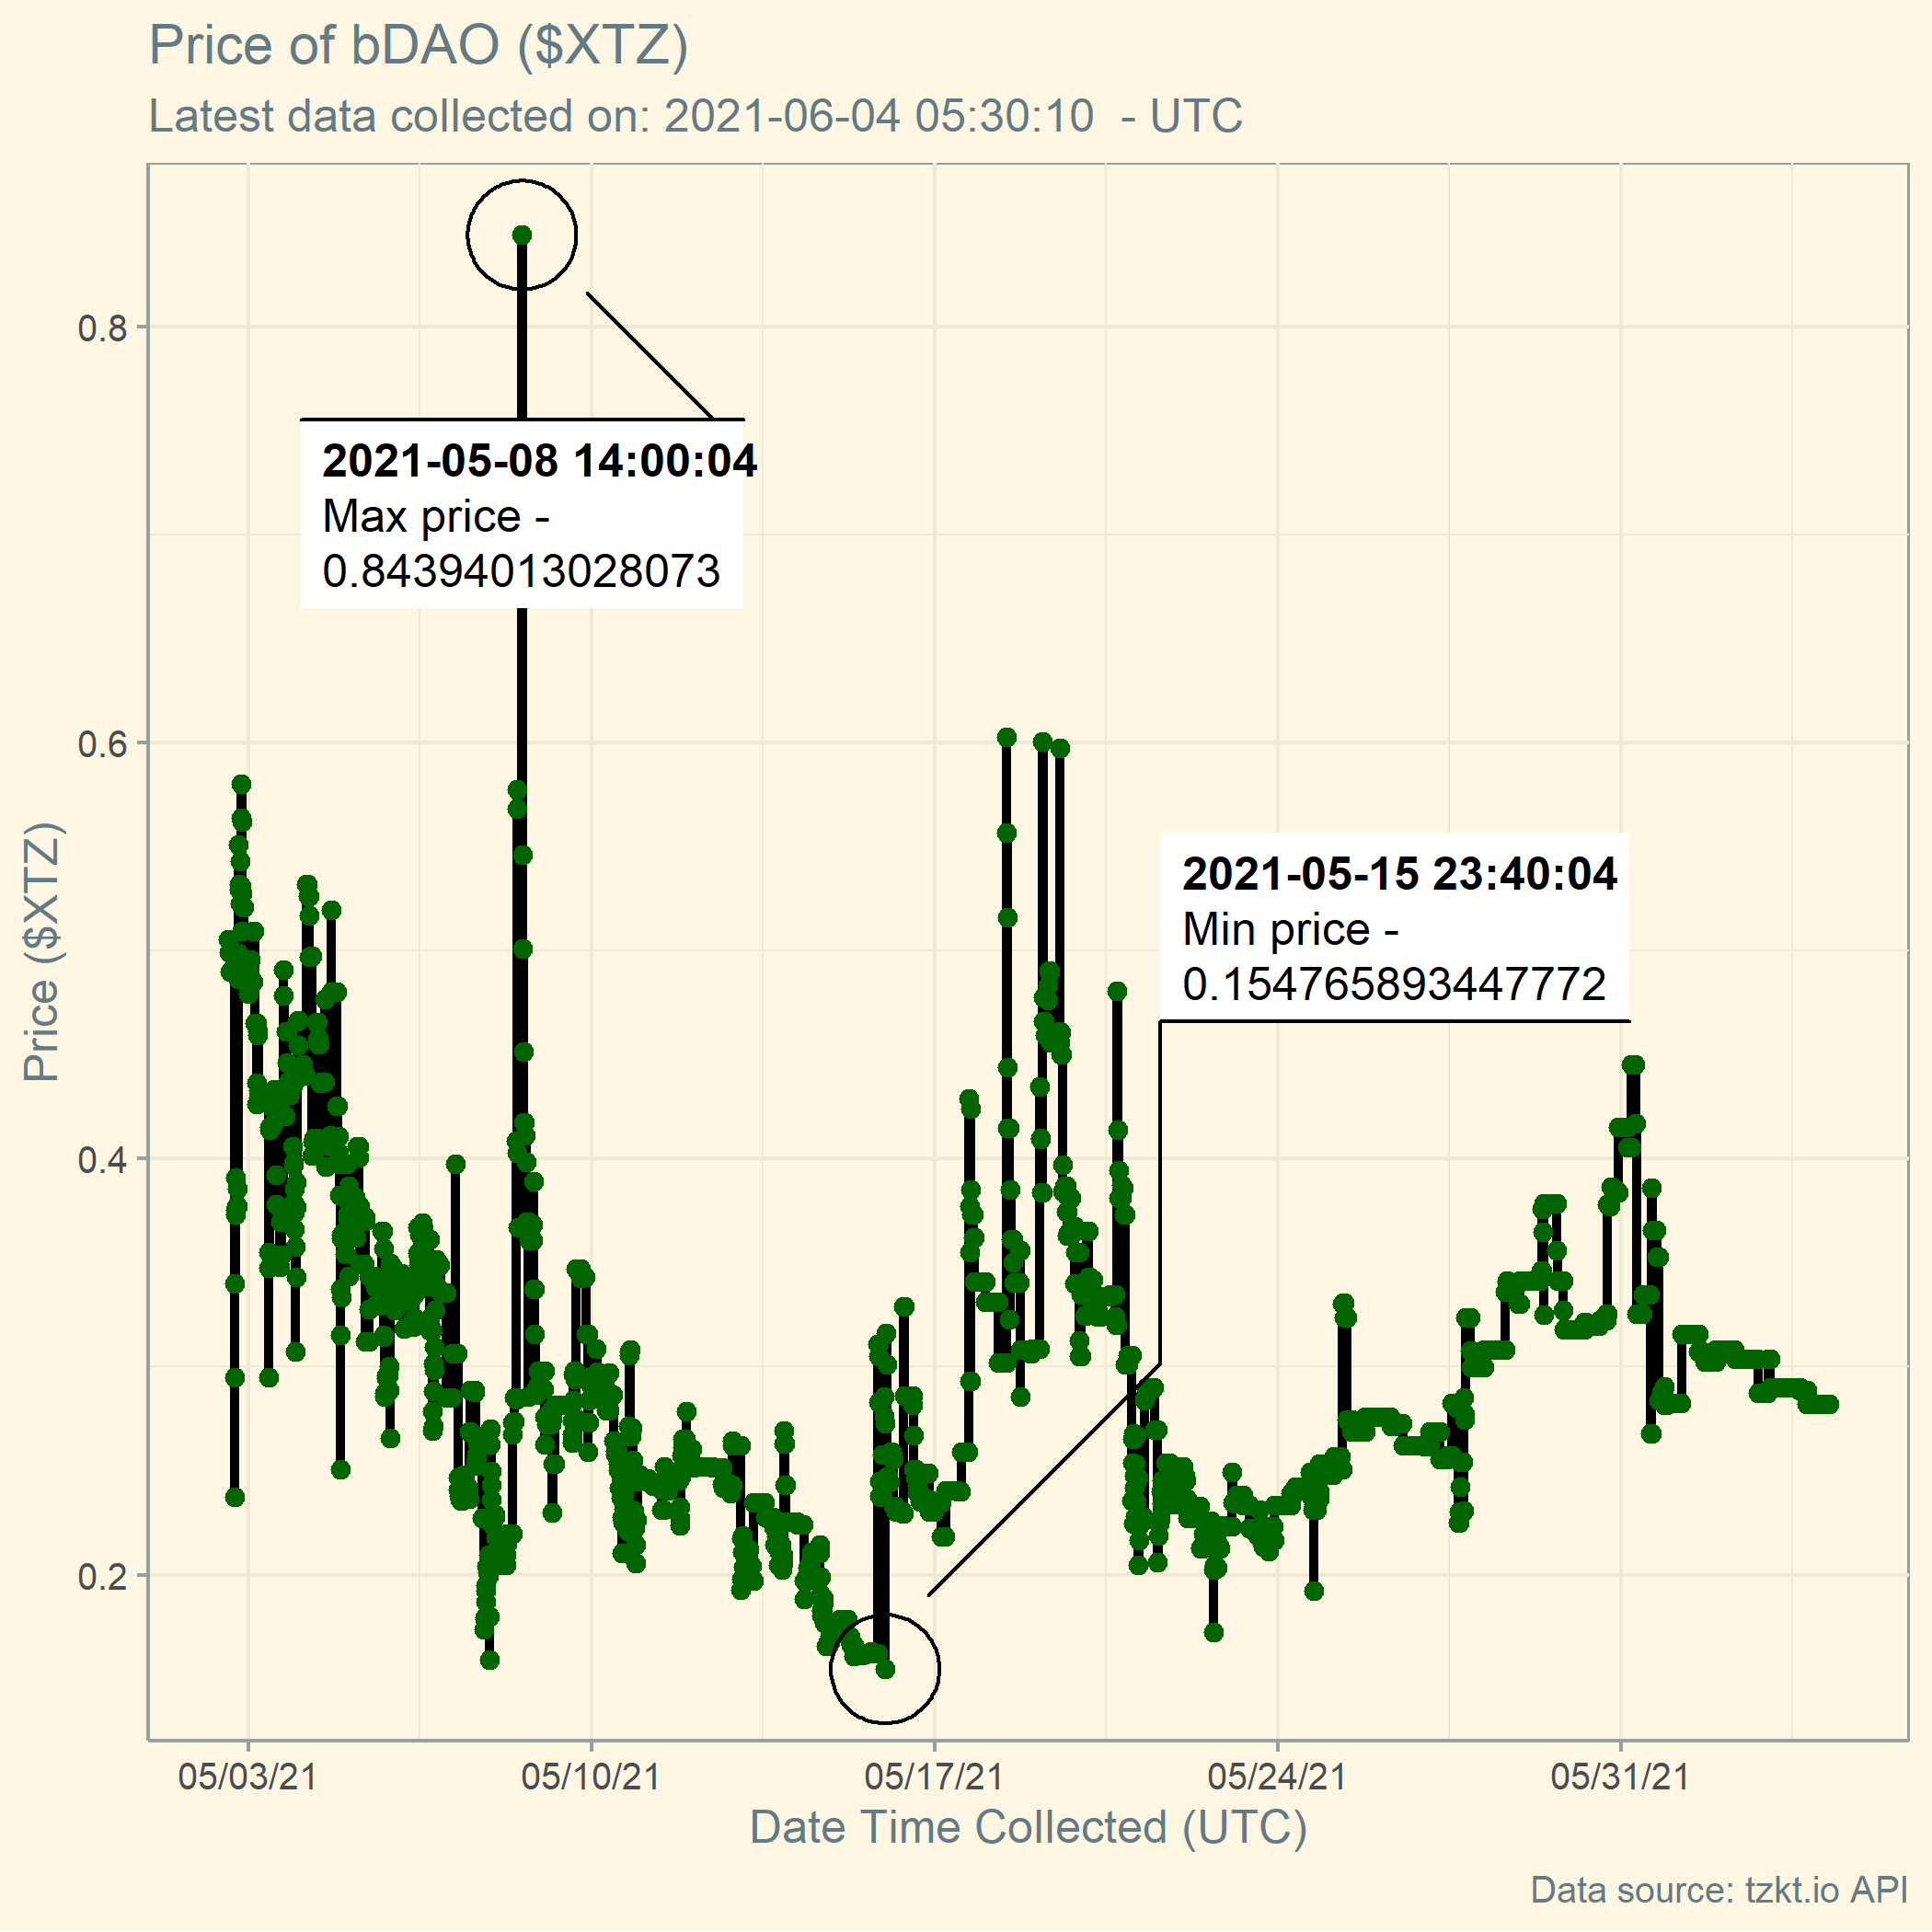 Price of bDAO ($XTZ)
Latest data collected on: 2021-06-04 05:30:10  - UTC
2021-05-08 14:00:04
Max price -
0.84394013028073
2021-05-15 23:40:04
Min price -
0.154765893447772
Price ($XTZ)
0.8
0.6
0.4
0.2
05/03/21
05/10/21
05/17/21
05/24/21
05/31/21
Date Time Collected (UTC)
Data source: tzkt.io API